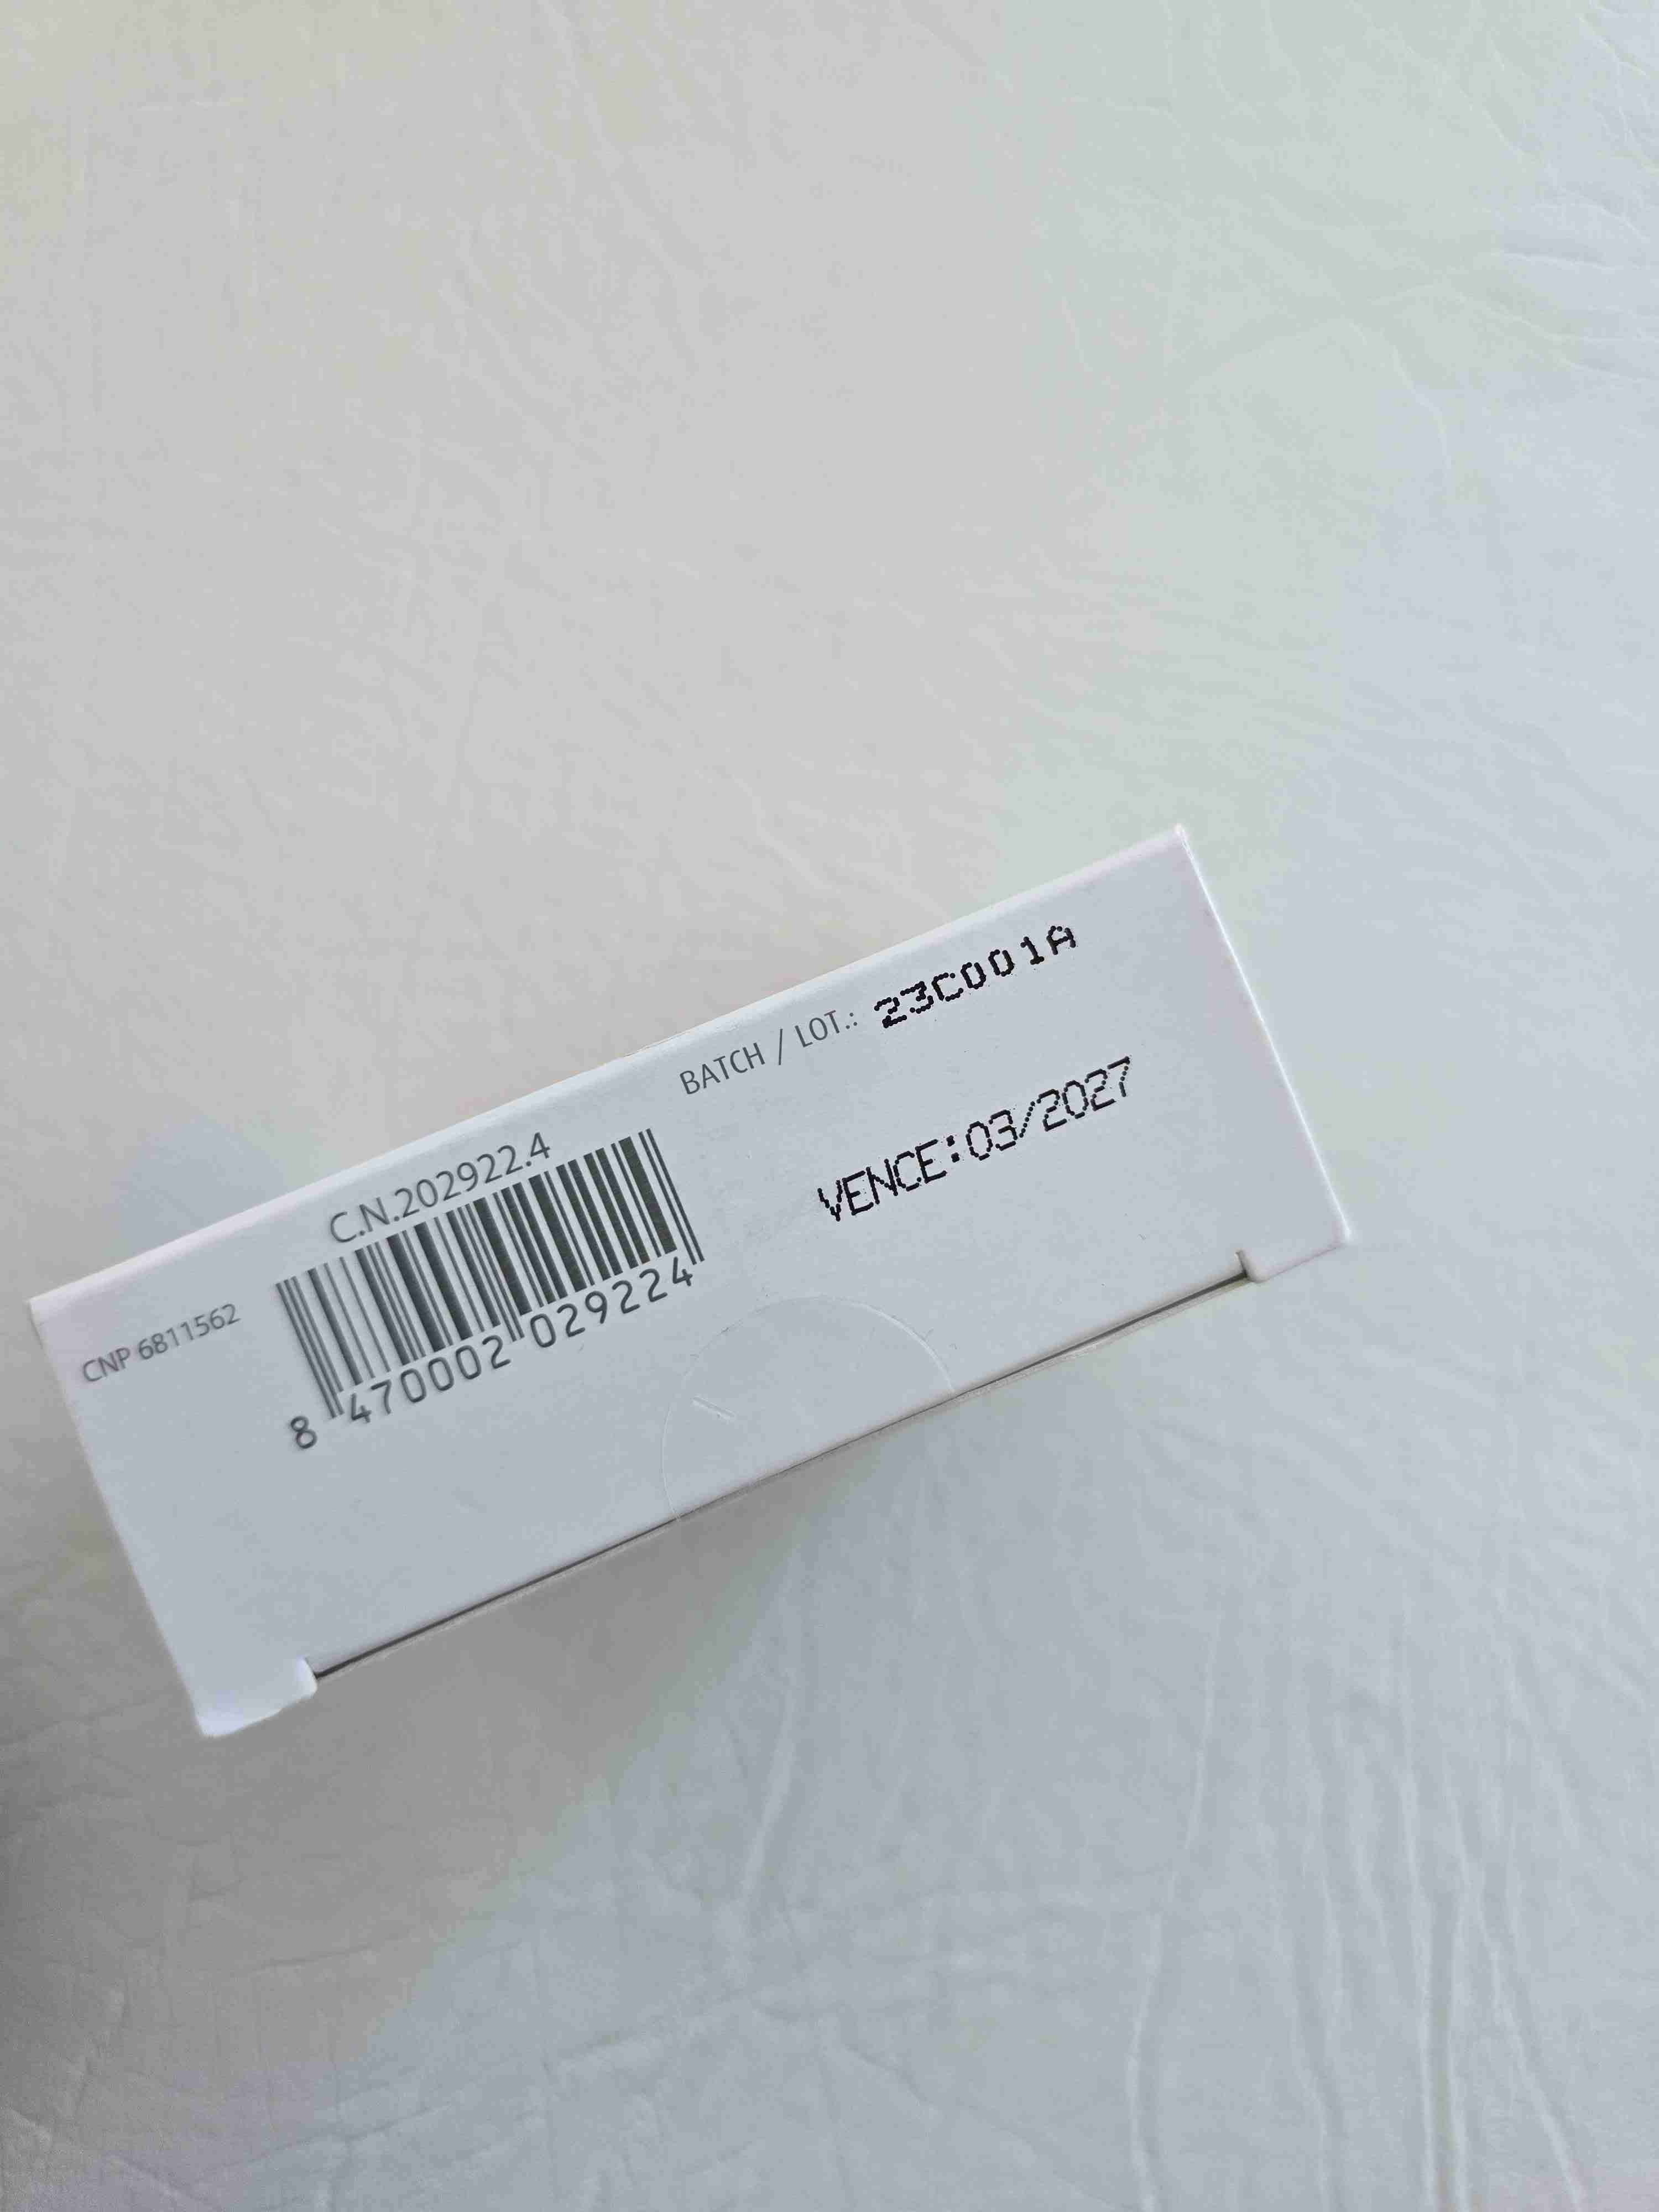 BATCH / LOT.: 23C001A
VENCE:03/2027
C.N.202922.4
CNP 6811562
8 470002 029224